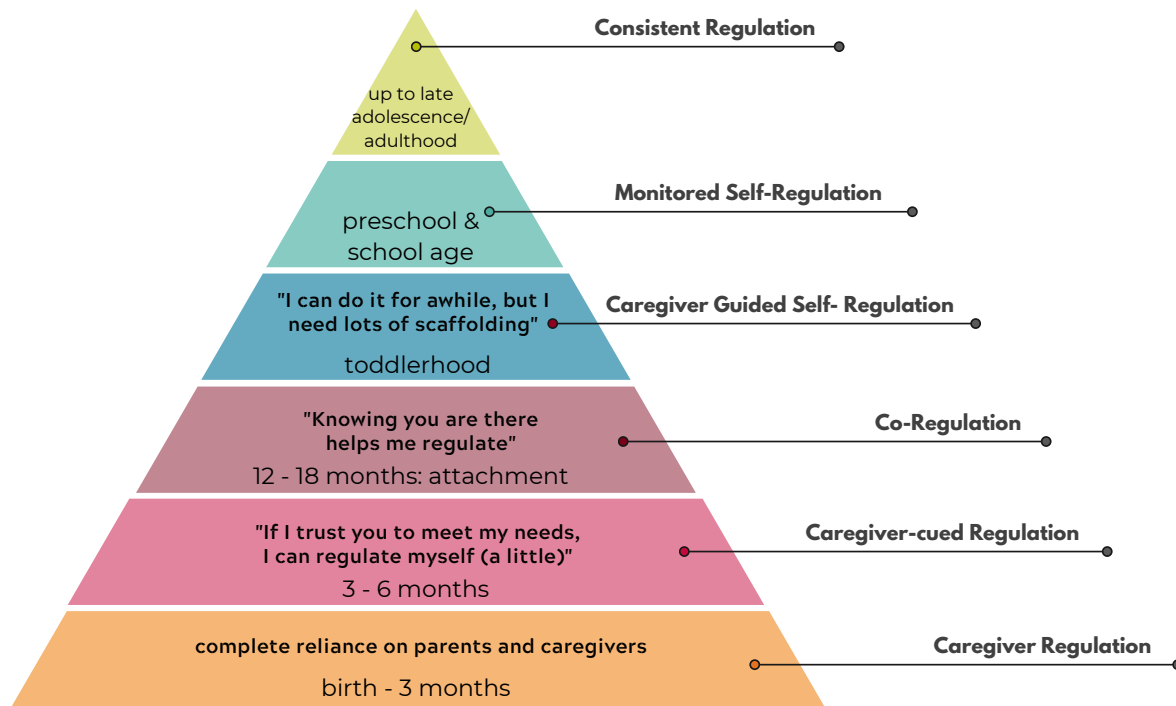 Consistent Regulation
up to late
adolescence/
adulthood
Monitored Self-Regulation
preschool &
school age
"I can do it for awhile, but I
need lots of scaffolding"
Caregiver Guided Self- Regulation
toddlerhood
"Knowing you are there
helps me regulate"
Co-Regulation
12 - 18 months: attachment
"If I trust you to meet my needs,
I can regulate myself (a little)"
Caregiver-cued Regulation
3 - 6 months
complete reliance on parents and caregivers
Caregiver Regulation
birth - 3 months